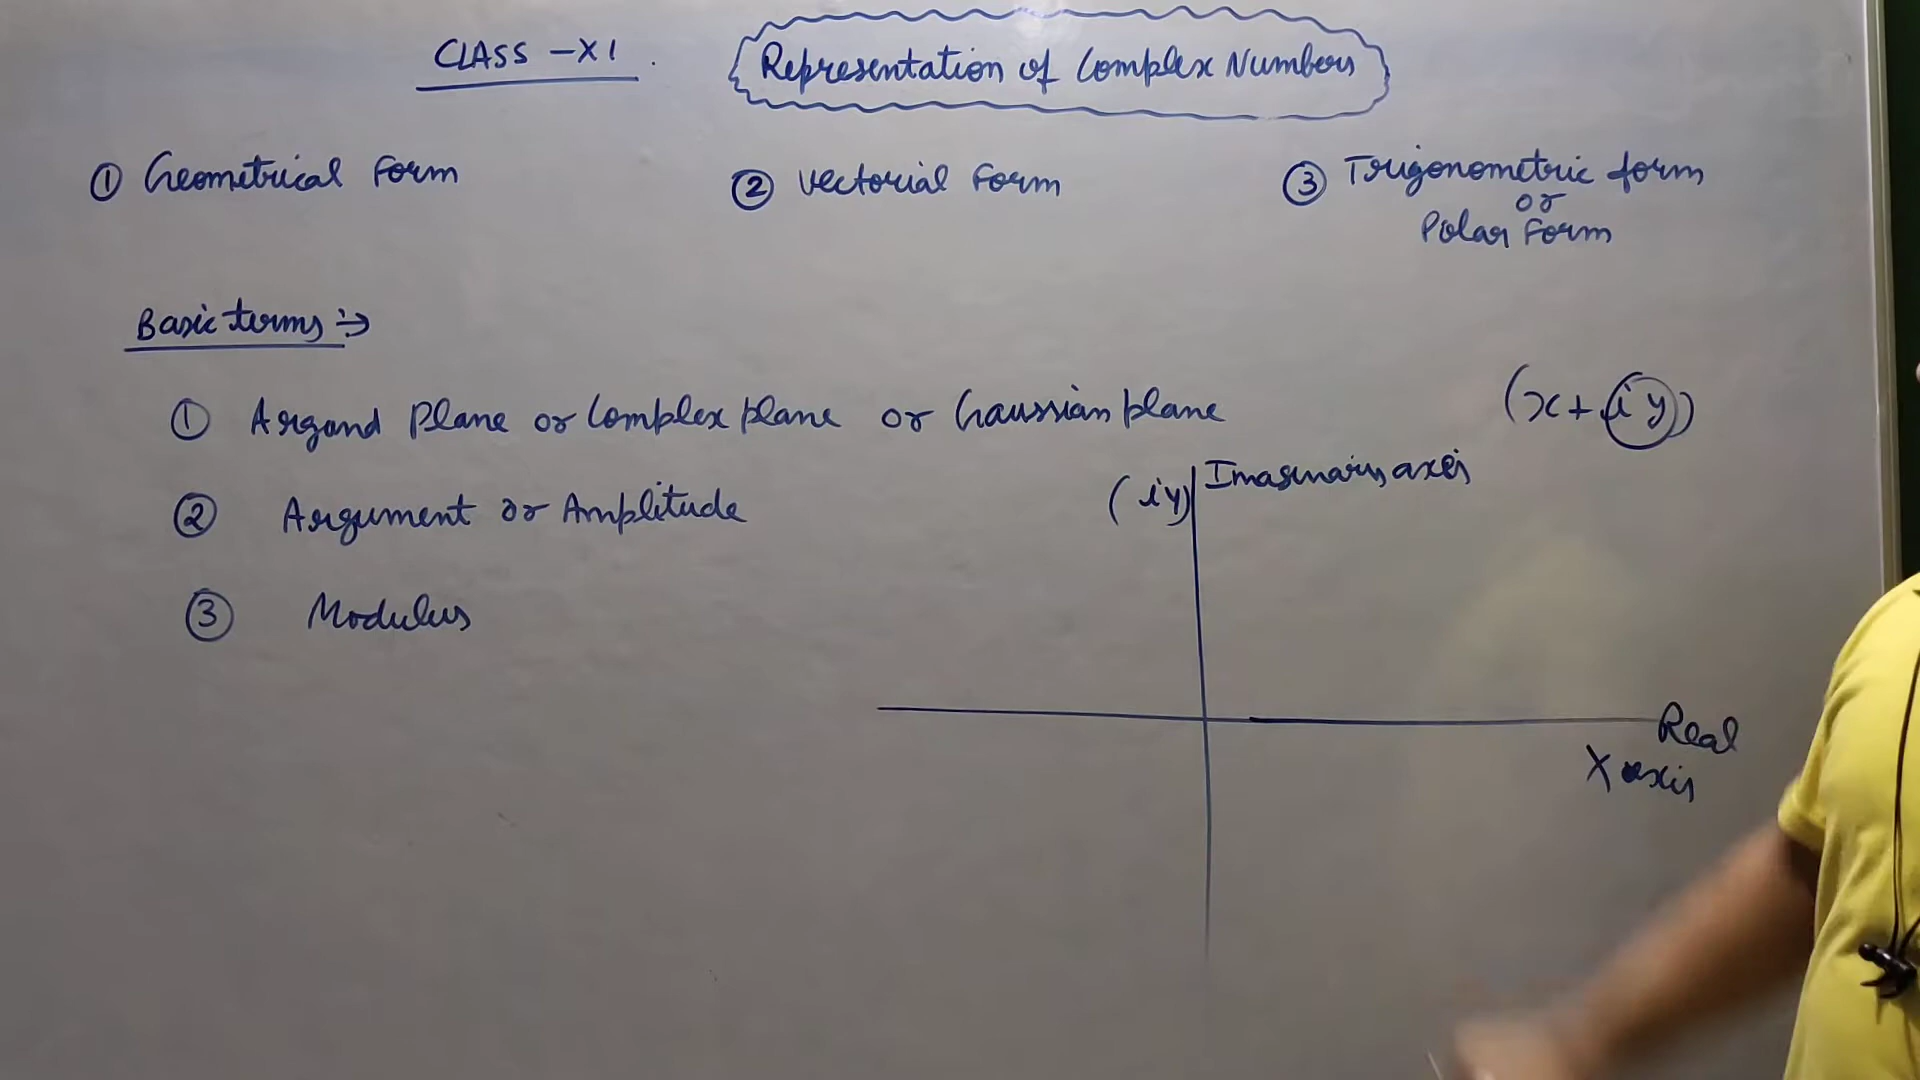 CLASS - XI.
Representation of Complex Numbers
① Geometrical Form
② Vectorial Form
③ Trigonometric form
or
Polar Form
Basic terms :→
① Argand Plane or Complex plane or Gaussian plane
(x + iy)
(iy) Imaginary axis
② Argument or Amplitude
③ Modulus
Real
X axis